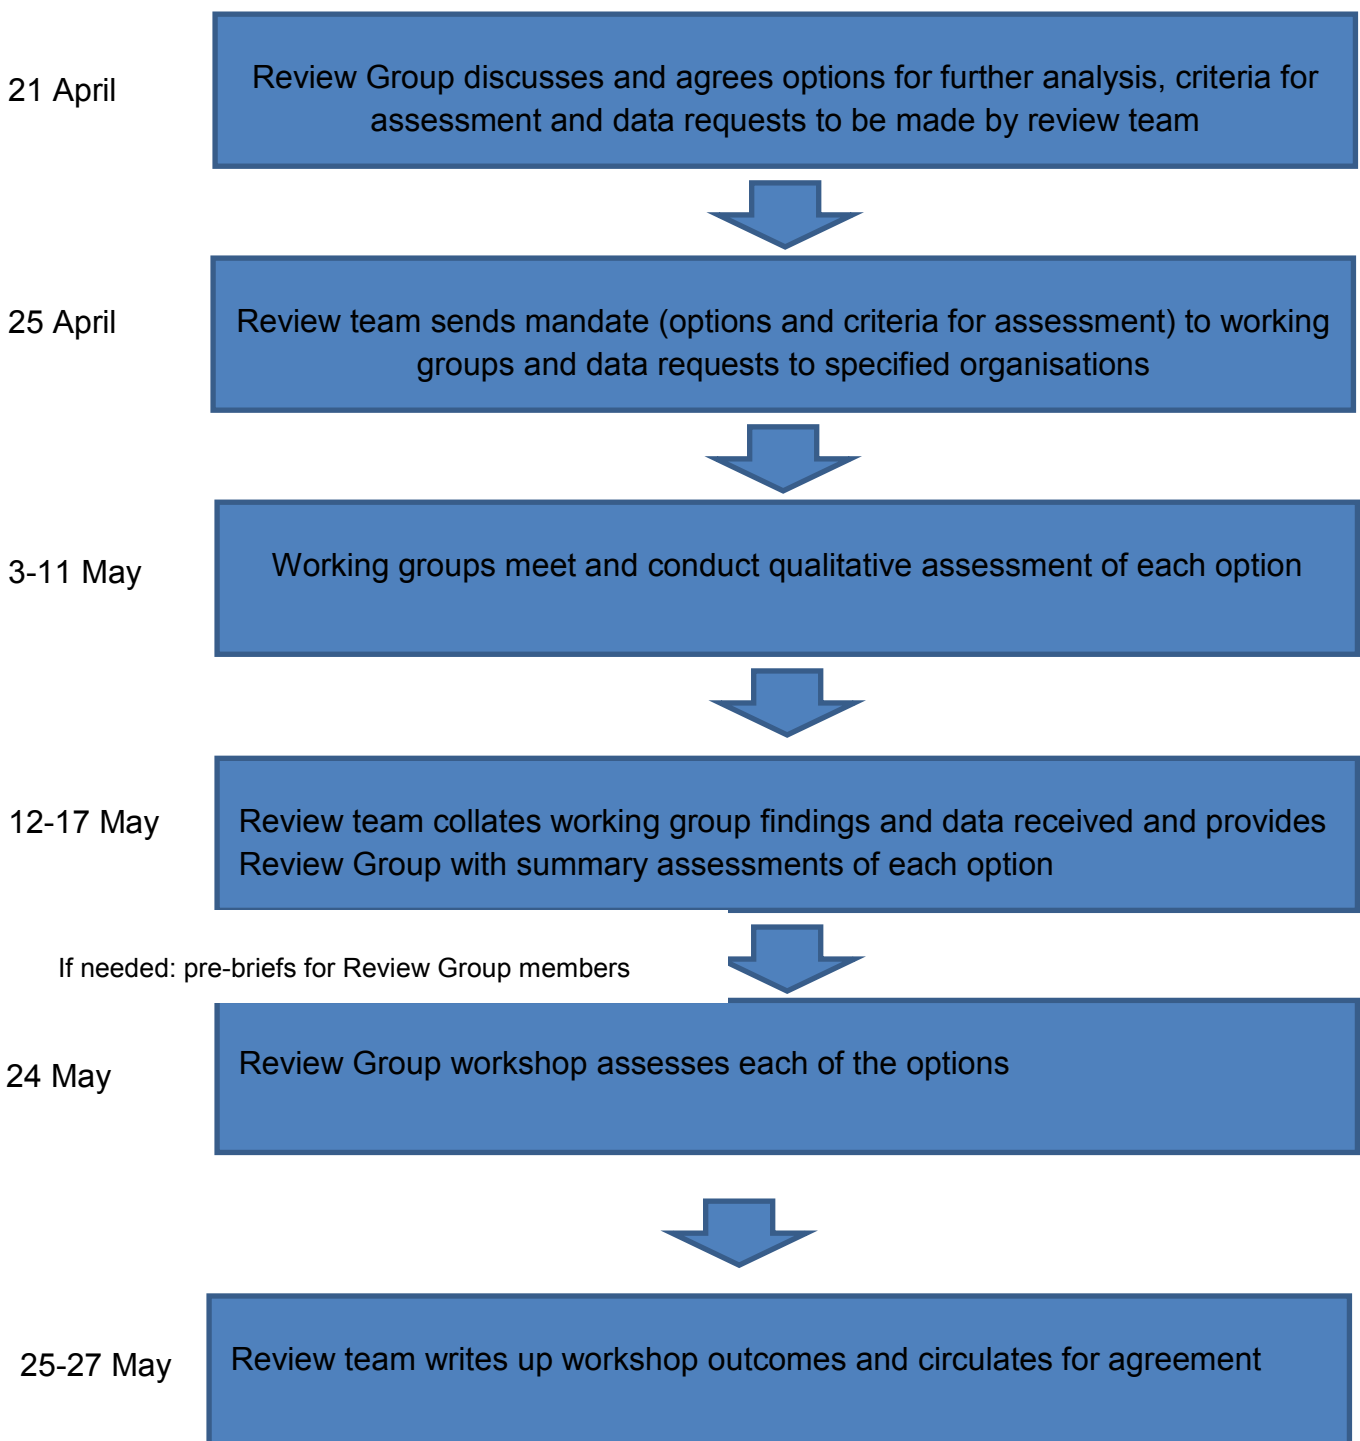 21 April
Review Group discusses and agrees options for further analysis, criteria for
assessment and data requests to be made by review team
25 April
Review team sends mandate (options and criteria for assessment) to working
groups and data requests to specified organisations
3-11 May
Working groups meet and conduct qualitative assessment of each option
12-17 May
Review team collates working group findings and data received and provides
Review Group with summary assessments of each option
If needed: pre-briefs for Review Group members
24 May
Review Group workshop assesses each of the options
25-27 May
Review team writes up workshop outcomes and circulates for agreement